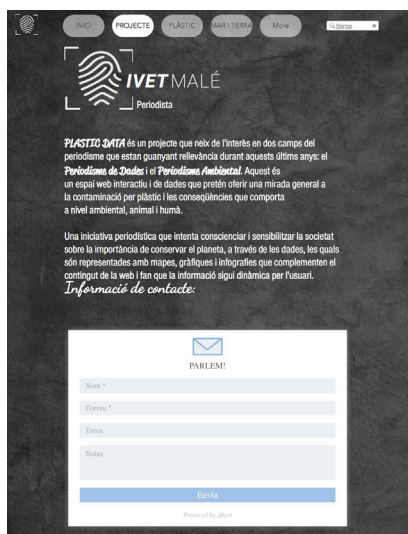 INICI
PROJECTE
PLÀSTIC
MAR I TERRA
More
Cerca
IVET MALÉ
Periodista
PLASTIC DATA és un projecte que neix de l'interès en dos camps del
periodisme que estan guanyant rellevància durant aquests últims anys: el
Periodisme de Dades i el Periodisme Ambiental. Aquest és
un espai web interactiu i de dades que pretén oferir una mirada general a
la contaminació per plàstic i les conseqüències que comporta
a nivel ambiental, animal i humà.
Una iniciativa periodística que intenta conscienciar i sensibilitzar la societat
sobre la importància de conservar el planeta, a través de les dades, les quals
són representades amb mapes, gràfiques i infografies que complementen el
contingut de la web i fan que la informació sigui dinàmica per l'usuari.
Informació de contacte:
PARLEM!
Nom *
Correu *
Tema
Notes
Envia
Powered by jBart